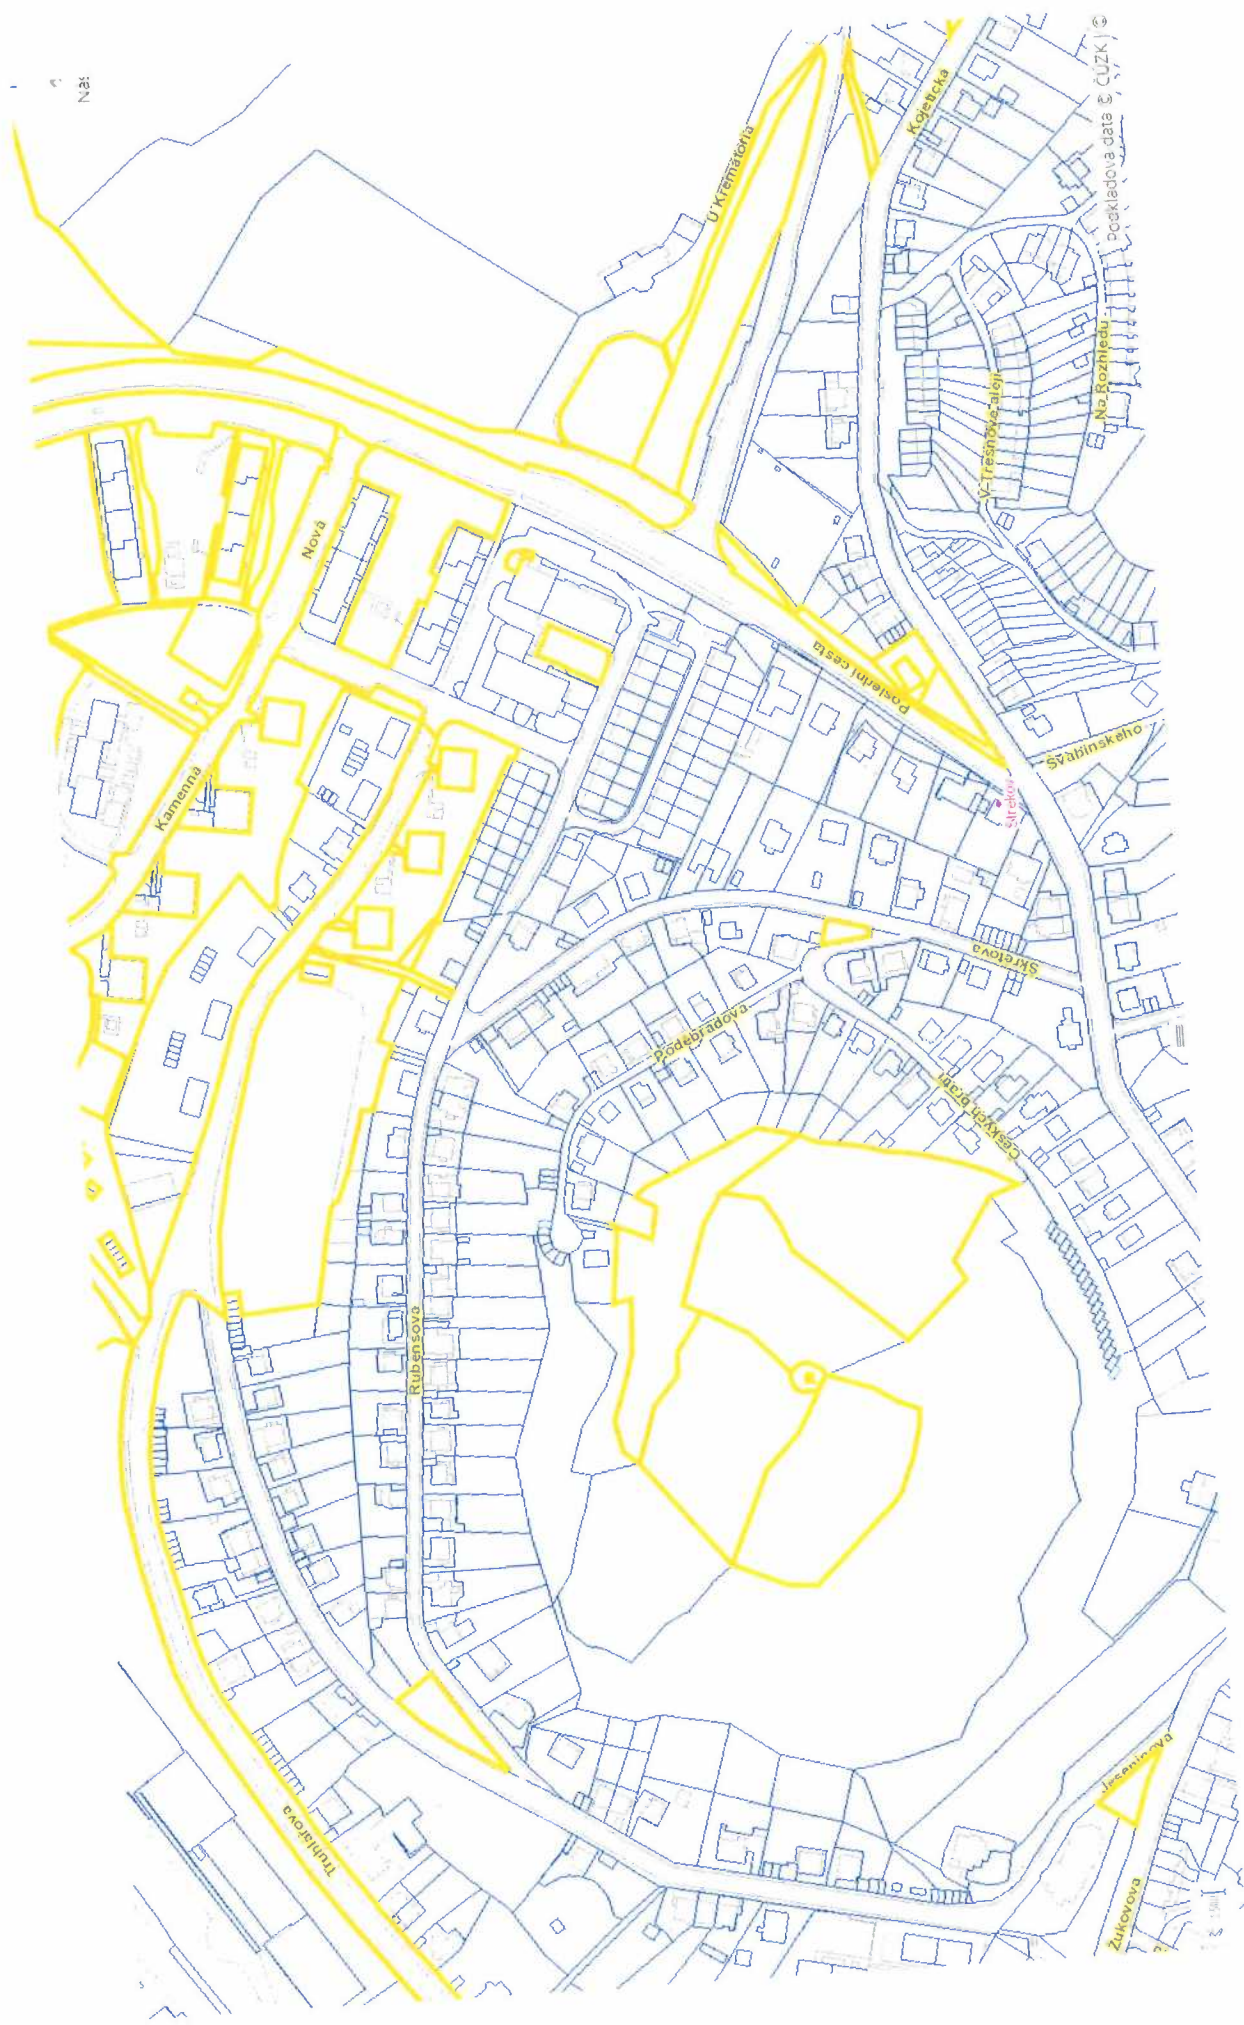 Nás
Podkladová data © ČÚZK | ©
Kojetická
U Krematoria
Na Rozhledu
V Třešňové aleji
Nová
Poslední cesta
Švabinského
Střekov
Kamenná
Škrétova
Poděbradova
Českých bratří
Rubensova
Truhlářova
Jeseninova
Žukovova